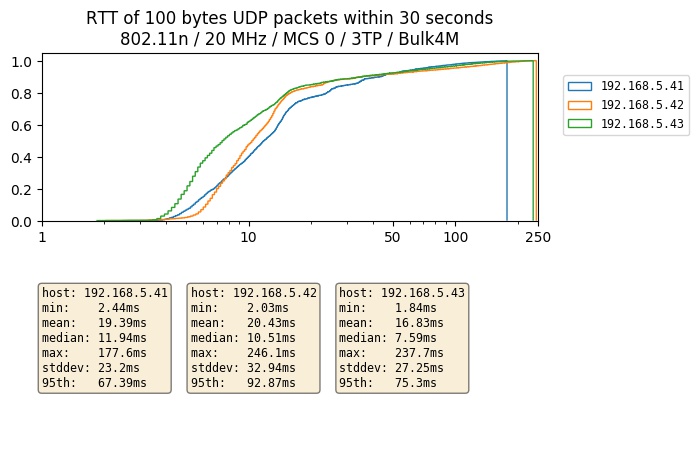 RTT of 100 bytes UDP packets within 30 seconds
802.11n / 20 MHz / MCS 0 / 3TP / Bulk4M
1.0
0.8
0.6
0.4
0.2
0.0
1 10 50 100 250
192.168.5.41
192.168.5.42
192.168.5.43
host: 192.168.5.41
min: 2.44ms
mean: 19.39ms
median: 11.94ms
max: 177.6ms
stddev: 23.2ms
95th: 67.39ms
host: 192.168.5.42
min: 2.03ms
mean: 20.43ms
median: 10.51ms
max: 246.1ms
stddev: 32.94ms
95th: 92.87ms
host: 192.168.5.43
min: 1.84ms
mean: 16.83ms
median: 7.59ms
max: 237.7ms
stddev: 27.25ms
95th: 75.3ms